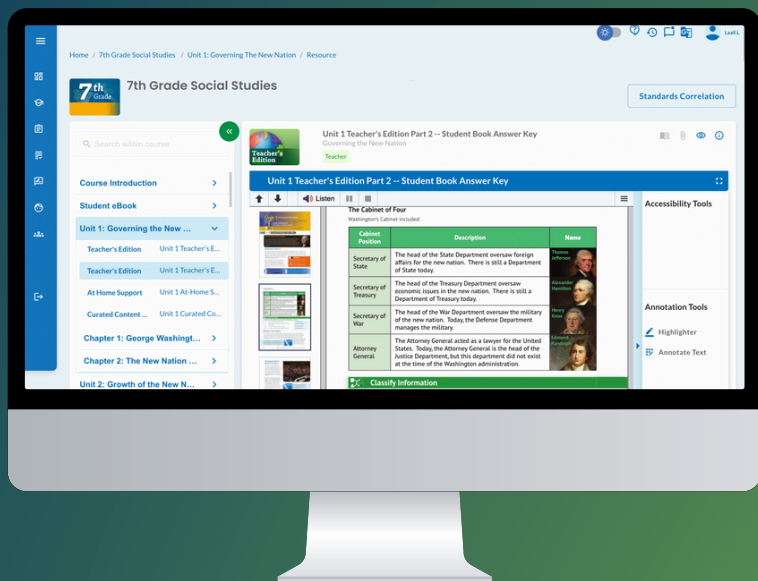 Lusii L
Home / 7th Grade Social Studies / Unit 1: Governing The New Nation / Resource
7th Grade
7th Grade Social Studies
Standards Correlation
Search within course
«
Course Introduction
Student eBook
Unit 1: Governing the New ...
Teacher's Edition Unit 1 Teacher's E...
Teacher's Edition Unit 1 Teacher's E...
At Home Support Unit 1 At-Home S...
Curated Content ... Unit 1 Curated Co...
Chapter 1: George Washingt...
Chapter 2: The New Nation ...
Unit 2: Growth of the New N...
Teacher's Edition
Unit 1 Teacher's Edition Part 2 -- Student Book Answer Key
Governing the New Nation
Teacher
Unit 1 Teacher's Edition Part 2 -- Student Book Answer Key
Listen
The Cabinet of Four
Washington's Cabinet included:
Cabinet Position Description Name
Secretary of State
The head of the State Department oversaw foreign
affairs for the new nation. There is still a Department
of State today.
Thomas Jefferson
Secretary of Treasury
The head of the Treasury Department oversaw
economic issues in the new nation. There is still a
Department of Treasury today.
Alexander Hamilton
Secretary of War
The head of the War Department oversaw the military
of the new nation. Today, the Defense Department
manages the military.
Henry Knox
Attorney General
The Attorney General acted as a lawyer for the United
States. Today, the Attorney General is the head of the
Justice Department, but this department did not exist
at the time of the Washington administration.
Edmund Randolph
Classify Information
Accessibility Tools
Annotation Tools
Highlighter
Annotate Text